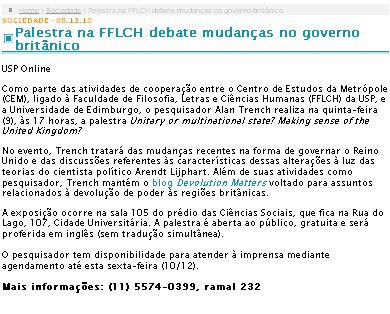 Home \ Sociedade \ Palestra na FFLCH debate mudanças no governo britânico
SOCIEDADE - 08.12.10
Palestra na FFLCH debate mudanças no governo
britânico
USP Online
Como parte das atividades de cooperação entre o Centro de Estudos da Metrópole
(CEM), ligado à Faculdade de Filosofia, Letras e Ciências Humanas (FFLCH) da USP, e
a Universidade de Edimburgo, o pesquisador Alan Trench realiza na quinta-feira
(9), às 17 horas, a palestra Unitary or multinational state? Making sense of the
United Kingdom?
No evento, Trench tratará das mudanças recentes na forma de governar o Reino
Unido e das discussões referentes às características dessas alterações à luz das
teorias do cientista político Arendt Lijphart. Além de suas atividades como
pesquisador, Trench mantém o blog Devolution Matters voltado para assuntos
relacionados à devolução de poder às regiões britânicas.
A exposição ocorre na sala 105 do prédio das Ciências Sociais, que fica na Rua do
Lago, 107, Cidade Universitária. A palestra é aberta ao público, gratuita e será
proferida em inglês (sem tradução simultânea).
O pesquisador tem disponibilidade para atender à imprensa mediante
agendamento até esta sexta-feira (10/12).
Mais informações: (11) 5574-0399, ramal 232